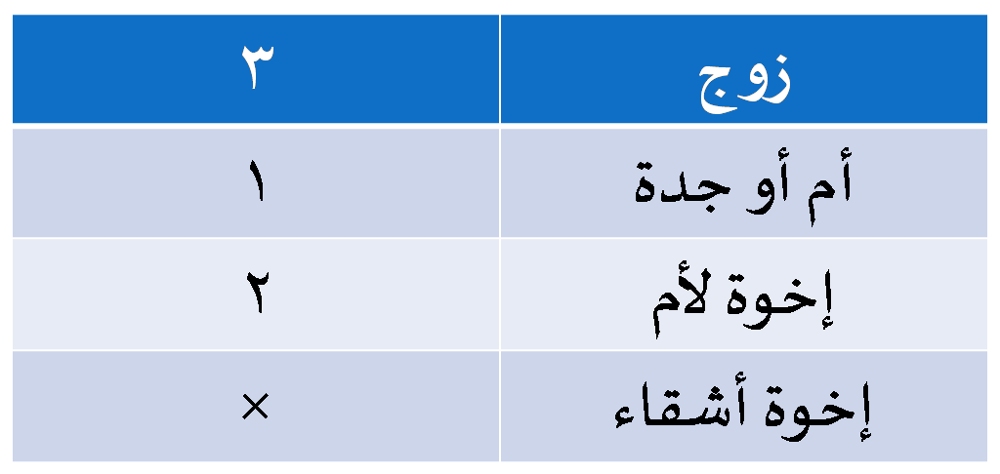 زوج ٣
أم أو جدة ١
إخوة لأم ٢
إخوة أشقاء ×